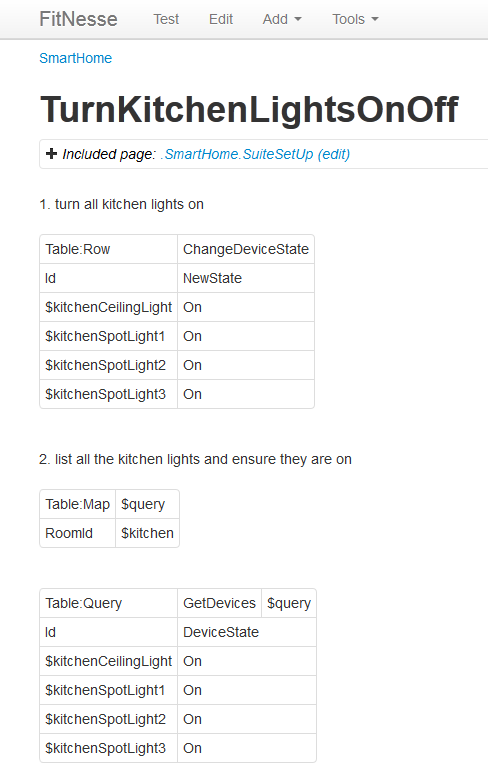 FitNesse Test Edit Add Tools
SmartHome
TurnKitchenLightsOnOff
Included page: .SmartHome.SuiteSetUp (edit)
1. turn all kitchen lights on
Table:Row ChangeDeviceState
Id NewState
$kitchenCeilingLight On
$kitchenSpotLight1 On
$kitchenSpotLight2 On
$kitchenSpotLight3 On
2. list all the kitchen lights and ensure they are on
Table:Map $query
RoomId $kitchen
Table:Query GetDevices $query
Id DeviceState
$kitchenCeilingLight On
$kitchenSpotLight1 On
$kitchenSpotLight2 On
$kitchenSpotLight3 On